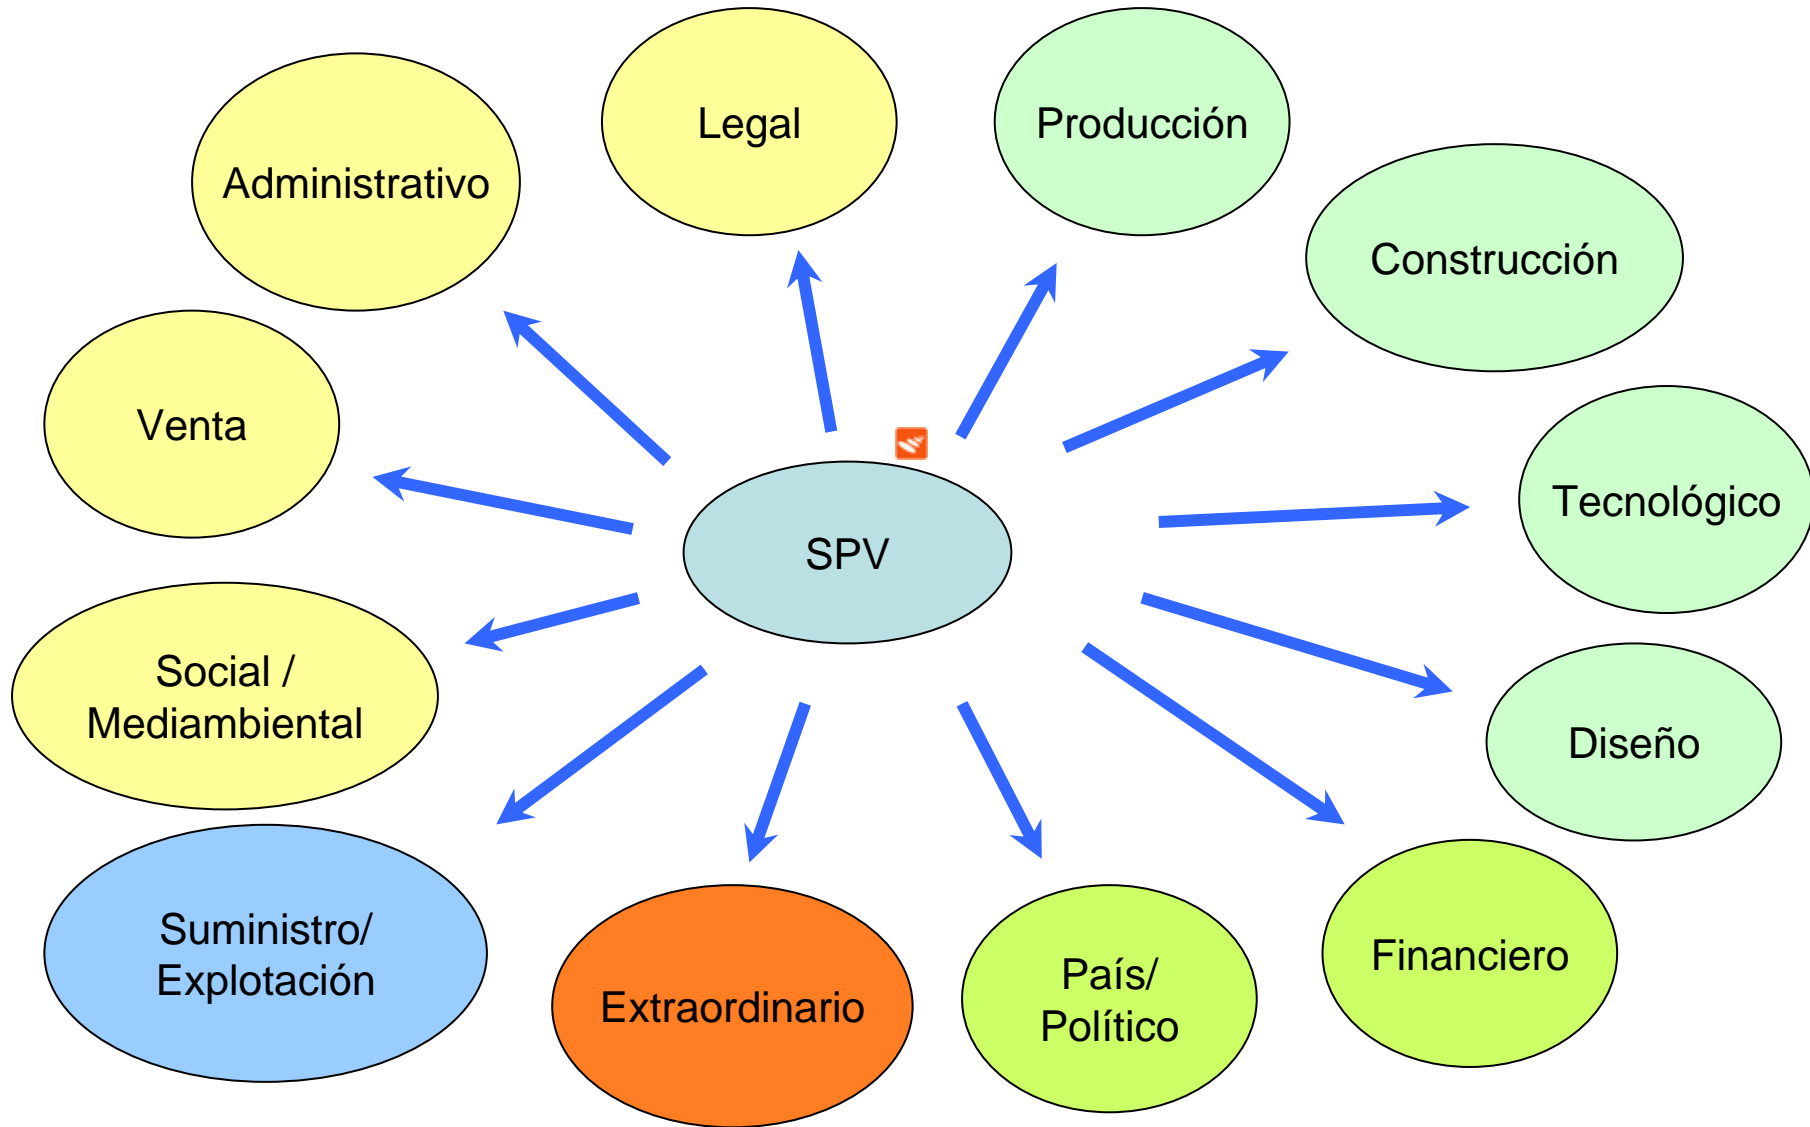 Legal
Producción
Administrativo
Construcción
Venta
Tecnológico
SPV
Social /
Mediambiental
Diseño
Suministro/
Explotación
Extraordinario
País/
Político
Financiero